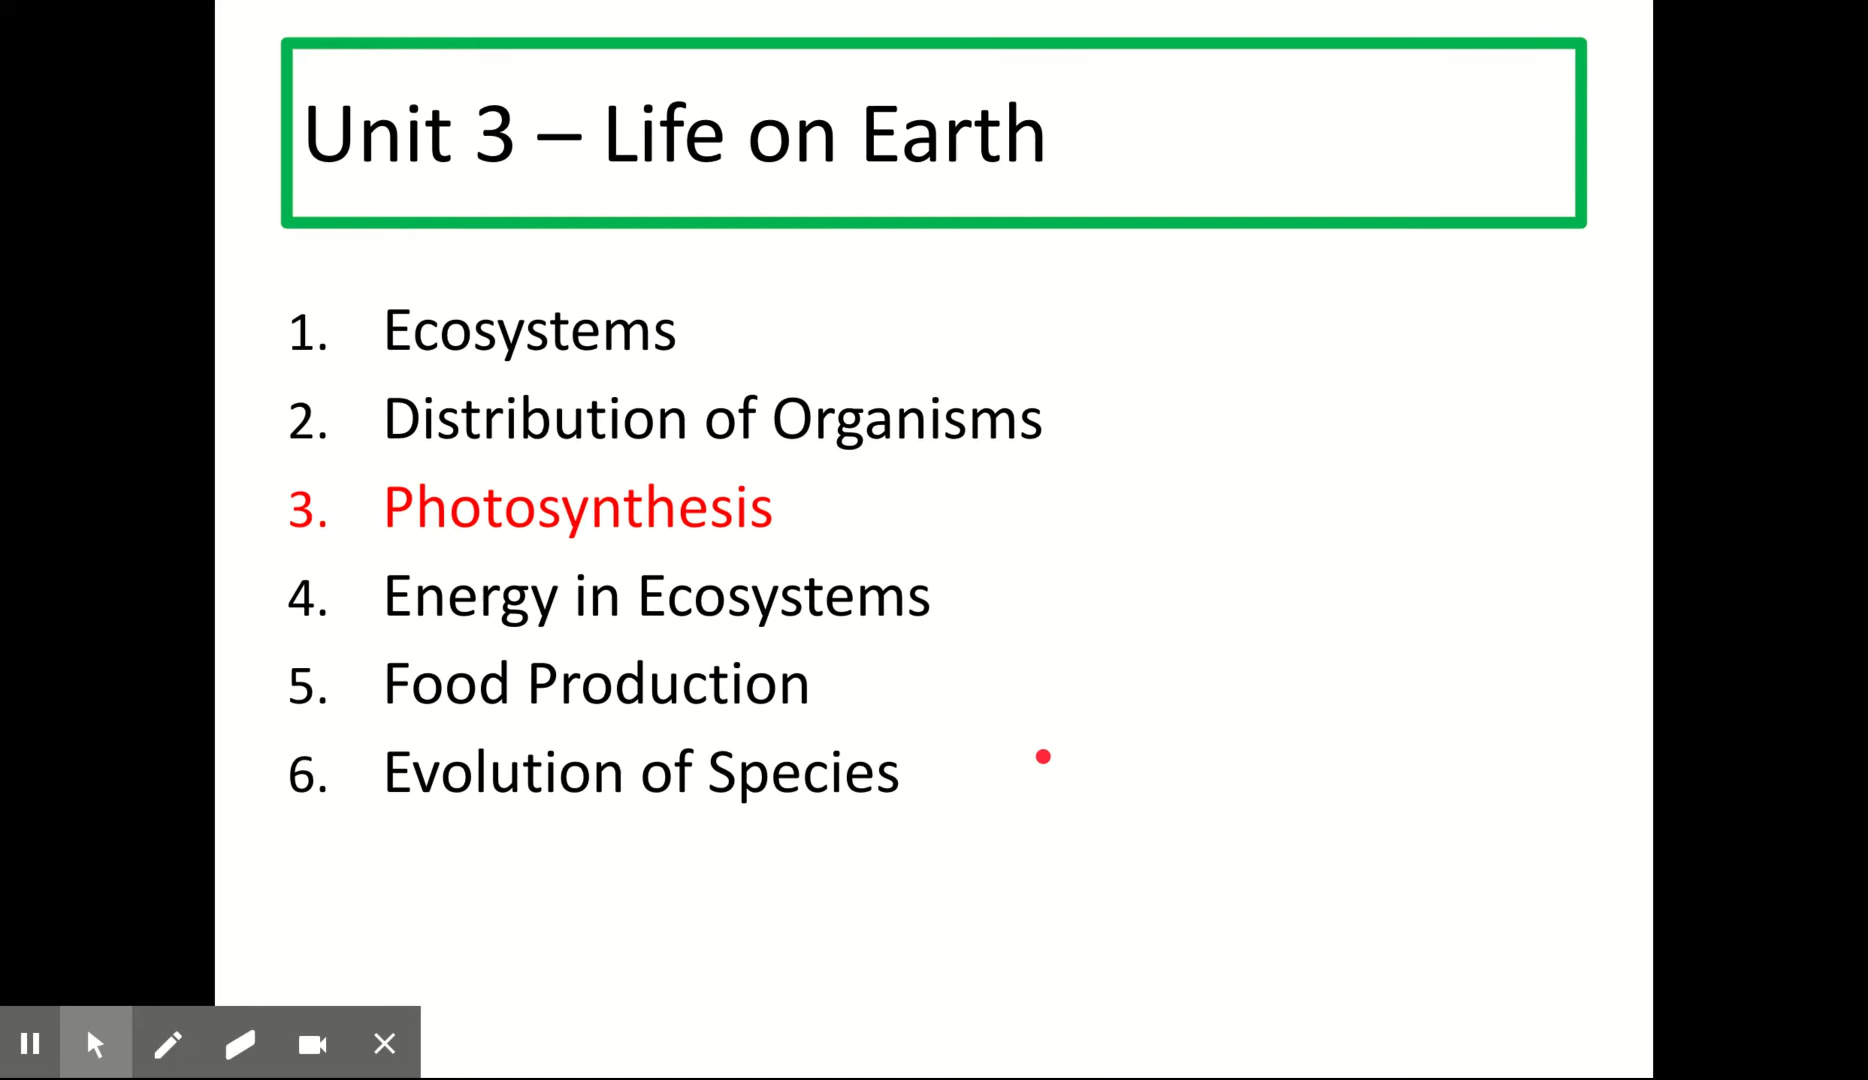 Unit 3 – Life on Earth
1. Ecosystems
2. Distribution of Organisms
3. Photosynthesis
4. Energy in Ecosystems
5. Food Production
6. Evolution of Species